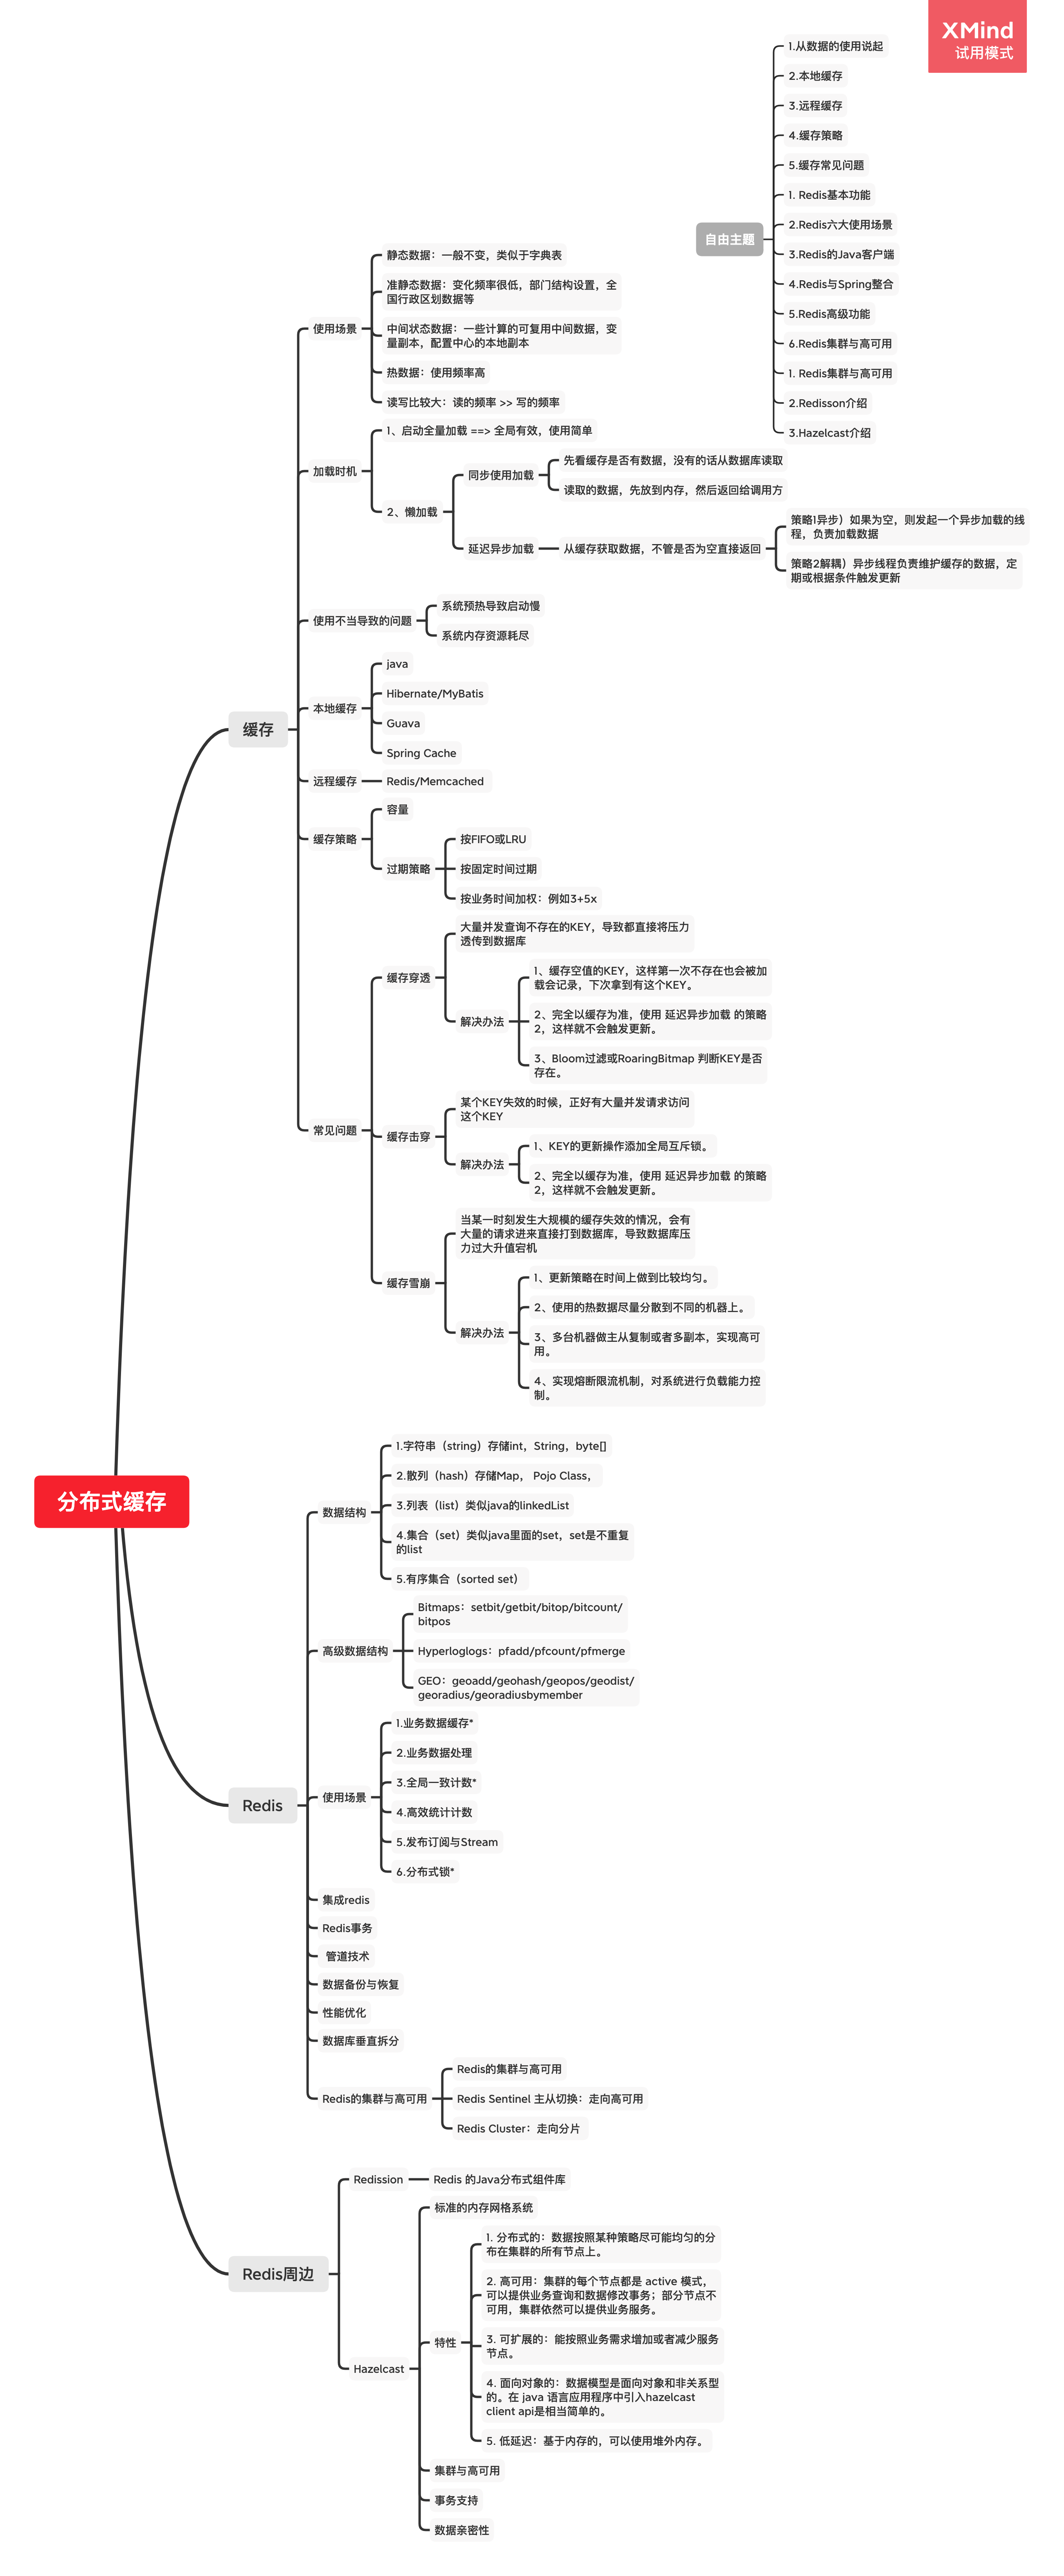 XMind
试用模式
自由主题
1.从数据的使用说起
2.本地缓存
3.远程缓存
4.缓存策略
5.缓存常见问题
1. Redis基本功能
2.Redis六大使用场景
3.Redis的Java客户端
4.Redis与Spring整合
5.Redis高级功能
6.Redis集群与高可用
1. Redis集群与高可用
2.Redisson介绍
3.Hazelcast介绍
分布式缓存
缓存
使用场景
静态数据：一般不变，类似于字典表
准静态数据：变化频率很低，部门结构设置，全
国行政区划数据等
中间状态数据：一些计算的可复用中间数据，变
量副本，配置中心的本地副本
热数据：使用频率高
读写比较大：读的频率 >> 写的频率
加载时机
1、启动全量加载 ==> 全局有效，使用简单
2、懒加载
同步使用加载
先看缓存是否有数据，没有的话从数据库读取
读取的数据，先放到内存，然后返回给调用方
延迟异步加载
从缓存获取数据，不管是否为空直接返回
策略1异步）如果为空，则发起一个异步加载的线
程，负责加载数据
策略2解耦）异步线程负责维护缓存的数据，定
期或根据条件触发更新
使用不当导致的问题
系统预热导致启动慢
系统内存资源耗尽
本地缓存
java
Hibernate/MyBatis
Guava
Spring Cache
远程缓存
Redis/Memcached
缓存策略
容量
过期策略
按FIFO或LRU
按固定时间过期
按业务时间加权：例如3+5x
常见问题
缓存穿透
大量并发查询不存在的KEY，导致都直接将压力
透传到数据库
解决办法
1、缓存空值的KEY，这样第一次不存在也会被加
载会记录，下次拿到有这个KEY。
2、完全以缓存为准，使用 延迟异步加载 的策略
2，这样就不会触发更新。
3、Bloom过滤或RoaringBitmap 判断KEY是否
存在。
缓存击穿
某个KEY失效的时候，正好有大量并发请求访问
这个KEY
解决办法
1、KEY的更新操作添加全局互斥锁。
2、完全以缓存为准，使用 延迟异步加载 的策略
2，这样就不会触发更新。
缓存雪崩
当某一时刻发生大规模的缓存失效的情况，会有
大量的请求进来直接打到数据库，导致数据库压
力过大升值宕机
解决办法
1、更新策略在时间上做到比较均匀。
2、使用的热数据尽量分散到不同的机器上。
3、多台机器做主从复制或者多副本，实现高可
用。
4、实现熔断限流机制，对系统进行负载能力控
制。
Redis
数据结构
1.字符串（string）存储int，String，byte[]
2.散列（hash）存储Map， Pojo Class，
3.列表（list）类似java的linkedList
4.集合（set）类似java里面的set，set是不重复
的list
5.有序集合（sorted set）
高级数据结构
Bitmaps：setbit/getbit/bitop/bitcount/
bitpos
Hyperloglogs：pfadd/pfcount/pfmerge
GEO：geoadd/geohash/geopos/geodist/
georadius/georadiusbymember
使用场景
1.业务数据缓存*
2.业务数据处理
3.全局一致计数*
4.高效统计计数
5.发布订阅与Stream
6.分布式锁*
集成redis
Redis事务
管道技术
数据备份与恢复
性能优化
数据库垂直拆分
Redis的集群与高可用
Redis的集群与高可用
Redis Sentinel 主从切换：走向高可用
Redis Cluster：走向分片
Redis周边
Redission
Redis 的Java分布式组件库
Hazelcast
标准的内存网格系统
特性
1. 分布式的：数据按照某种策略尽可能均匀的分
布在集群的所有节点上。
2. 高可用：集群的每个节点都是 active 模式，
可以提供业务查询和数据修改事务；部分节点不
可用，集群依然可以提供业务服务。
3. 可扩展的：能按照业务需求增加或者减少服务
节点。
4. 面向对象的：数据模型是面向对象和非关系型
的。在 java 语言应用程序中引入hazelcast
client api是相当简单的。
5. 低延迟：基于内存的，可以使用堆外内存。
集群与高可用
事务支持
数据亲密性